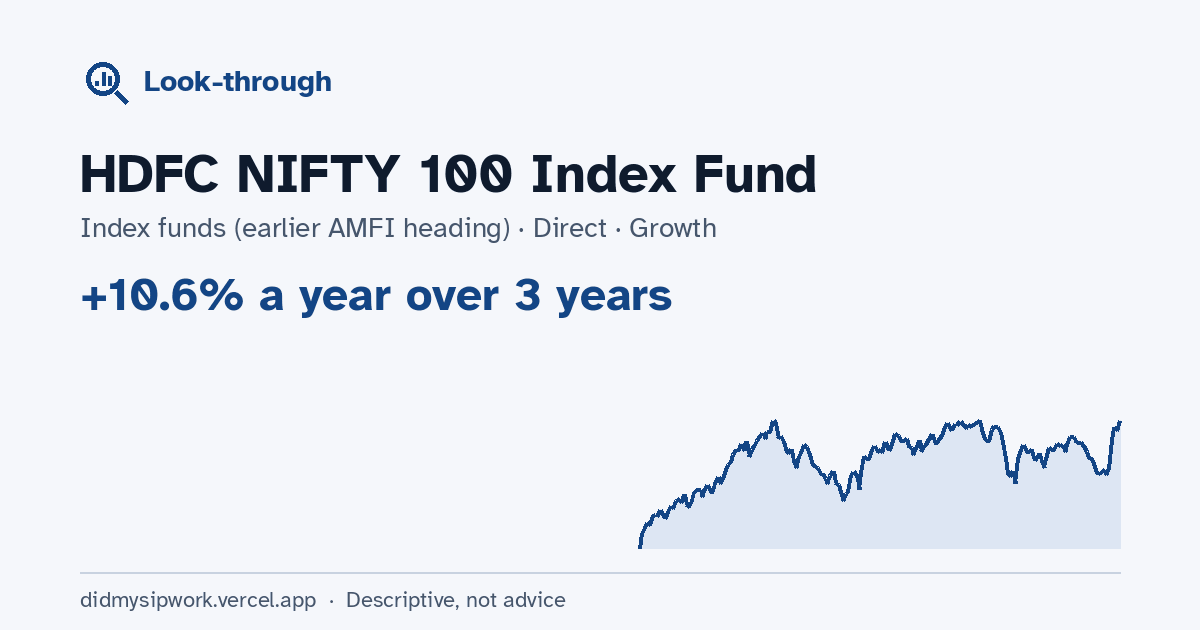 Look-through
HDFC NIFTY 100 Index Fund
Index funds (earlier AMFI heading) · Direct · Growth
+10.6% a year over 3 years
didmysipwork.vercel.app · Descriptive, not advice